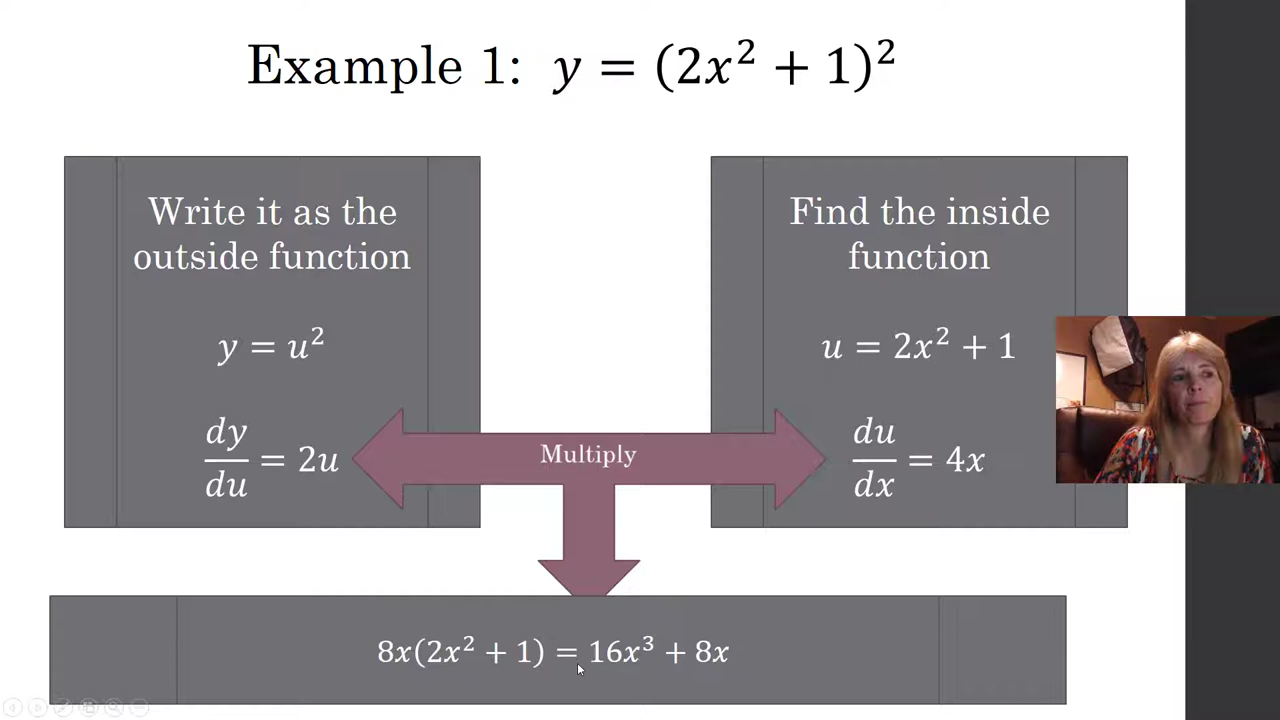 Example 1: y = (2x² + 1)²
Write it as the
outside function
y = u²
dy/du = 2u
Find the inside
function
u = 2x² + 1
du/dx = 4x
Multiply
8x(2x² + 1) = 16x³ + 8x